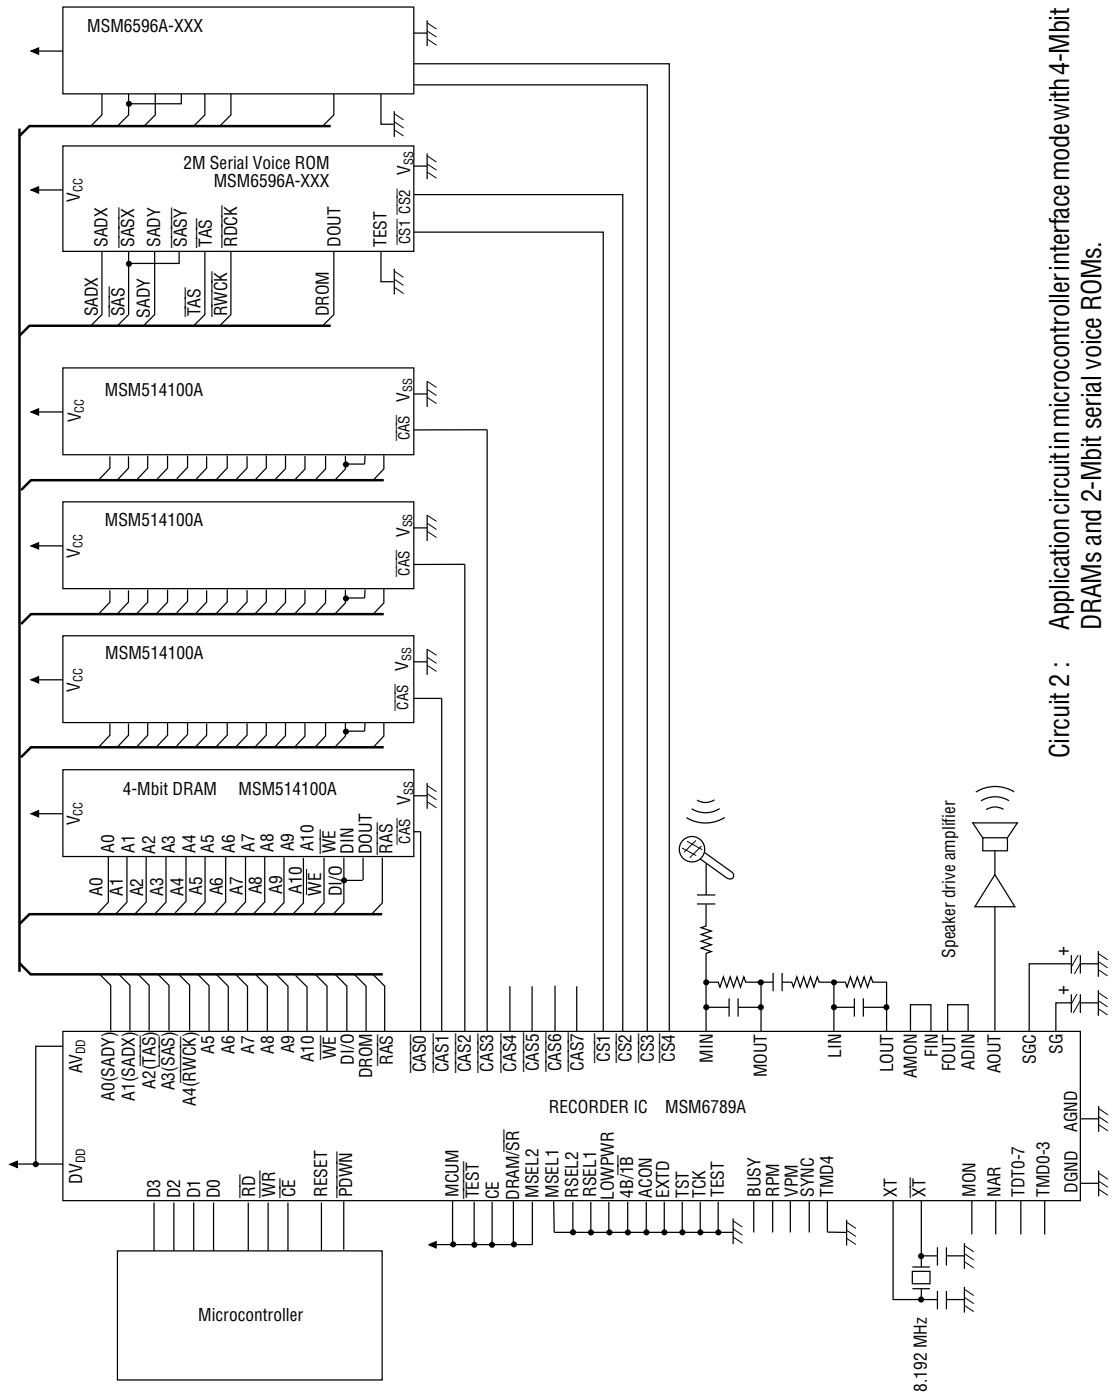 MSM6596A-XXX
2M Serial Voice ROM
MSM6596A-XXX
VCC
VSS
SADX
SASX
SADY
SASY
TAS
RDCK
DOUT
TEST
CS1
CS2
SADX
SAS
SADY
TAS
RWCK
DROM
MSM514100A
VCC
VSS
CAS
MSM514100A
VCC
VSS
CAS
MSM514100A
VCC
VSS
CAS
4-Mbit DRAM MSM514100A
VCC
VSS
CAS
A0
A1
A2
A3
A4
A5
A6
A7
A8
A9
A10
WE
DIN
DOUT
RAS
A0
A1
A2
A3
A4
A5
A6
A7
A8
A9
A10
WE
DI/O
RECORDER IC MSM6789A
DVDD
AVDD
A0(SADY)
A1(SADX)
A2(TAS)
A3(SAS)
A4(RWCK)
A5
A6
A7
A8
A9
A10
WE
DI/O
DROM
RAS
CAS0
CAS1
CAS2
CAS3
CAS4
CAS5
CAS6
CAS7
CS1
CS2
CS3
CS4
MIN
MOUT
LIN
LOUT
AMON
FIN
FOUT
ADIN
AOUT
SGC
SG
+
+
D3
D2
D1
D0
RD
WR
CE
RESET
PDWN
MCUM
TEST
CE
DRAM/SR
MSEL2
MSEL1
RSEL2
RSEL1
LOWPWR
4B/1B
ACON
EXTD
TST
TCK
TEST
BUSY
RPM
VPM
SYNC
TMD4
XT
XT
MON
NAR
TDT0-7
TMD0-3
DGND
AGND
Microcontroller
8.192 MHz
Speaker drive amplifier
Circuit 2 : Application circuit in microcontroller interface mode with 4-Mbit
DRAMs and 2-Mbit serial voice ROMs.